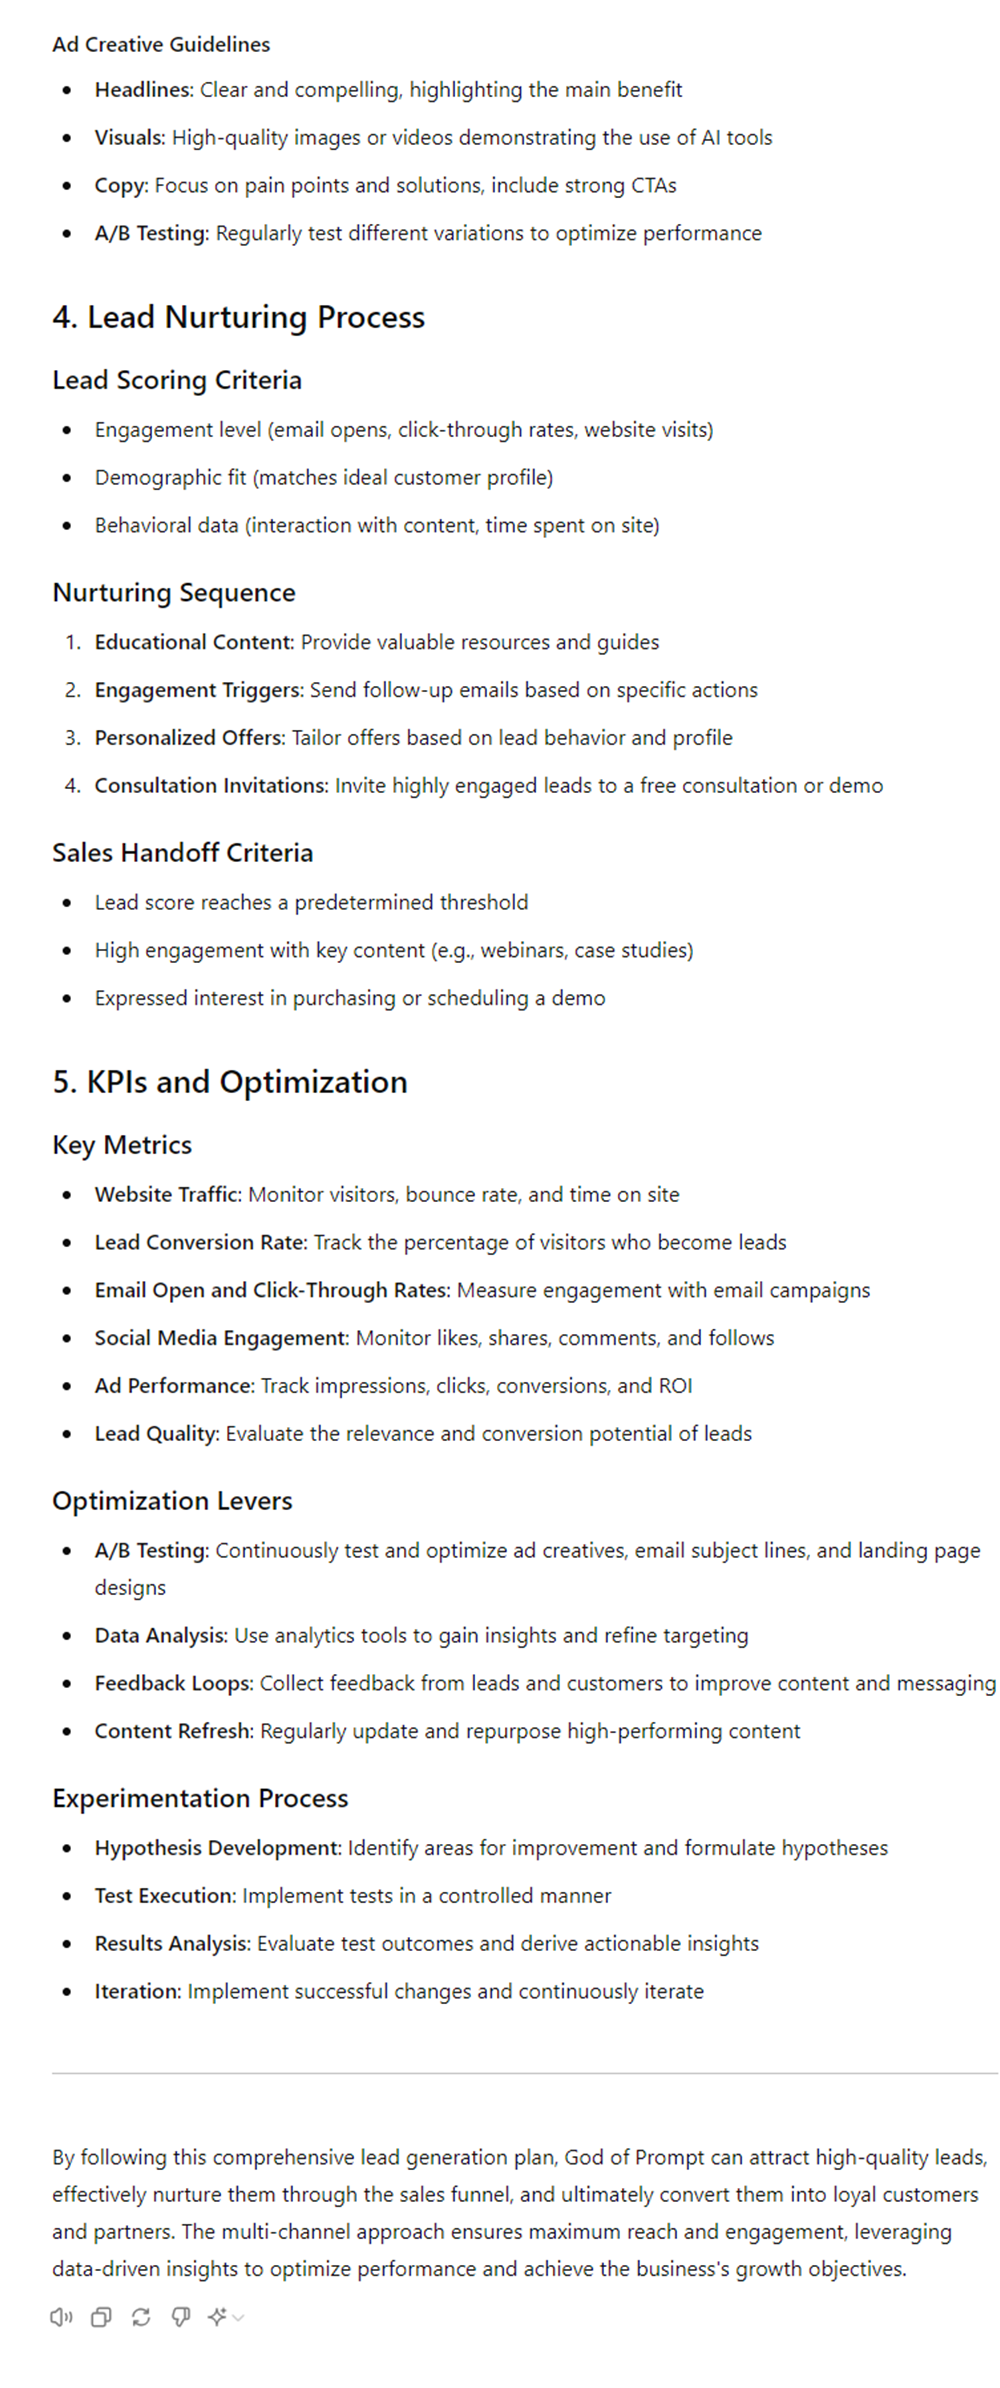 Ad Creative Guidelines
• Headlines: Clear and compelling, highlighting the main benefit
• Visuals: High-quality images or videos demonstrating the use of AI tools
• Copy: Focus on pain points and solutions, include strong CTAs
• A/B Testing: Regularly test different variations to optimize performance
4. Lead Nurturing Process
Lead Scoring Criteria
• Engagement level (email opens, click-through rates, website visits)
• Demographic fit (matches ideal customer profile)
• Behavioral data (interaction with content, time spent on site)
Nurturing Sequence
1. Educational Content: Provide valuable resources and guides
2. Engagement Triggers: Send follow-up emails based on specific actions
3. Personalized Offers: Tailor offers based on lead behavior and profile
4. Consultation Invitations: Invite highly engaged leads to a free consultation or demo
Sales Handoff Criteria
• Lead score reaches a predetermined threshold
• High engagement with key content (e.g., webinars, case studies)
• Expressed interest in purchasing or scheduling a demo
5. KPIs and Optimization
Key Metrics
• Website Traffic: Monitor visitors, bounce rate, and time on site
• Lead Conversion Rate: Track the percentage of visitors who become leads
• Email Open and Click-Through Rates: Measure engagement with email campaigns
• Social Media Engagement: Monitor likes, shares, comments, and follows
• Ad Performance: Track impressions, clicks, conversions, and ROI
• Lead Quality: Evaluate the relevance and conversion potential of leads
Optimization Levers
• A/B Testing: Continuously test and optimize ad creatives, email subject lines, and landing page
designs
• Data Analysis: Use analytics tools to gain insights and refine targeting
• Feedback Loops: Collect feedback from leads and customers to improve content and messaging
• Content Refresh: Regularly update and repurpose high-performing content
Experimentation Process
• Hypothesis Development: Identify areas for improvement and formulate hypotheses
• Test Execution: Implement tests in a controlled manner
• Results Analysis: Evaluate test outcomes and derive actionable insights
• Iteration: Implement successful changes and continuously iterate
By following this comprehensive lead generation plan, God of Prompt can attract high-quality leads,
effectively nurture them through the sales funnel, and ultimately convert them into loyal customers
and partners. The multi-channel approach ensures maximum reach and engagement, leveraging
data-driven insights to optimize performance and achieve the business's growth objectives.